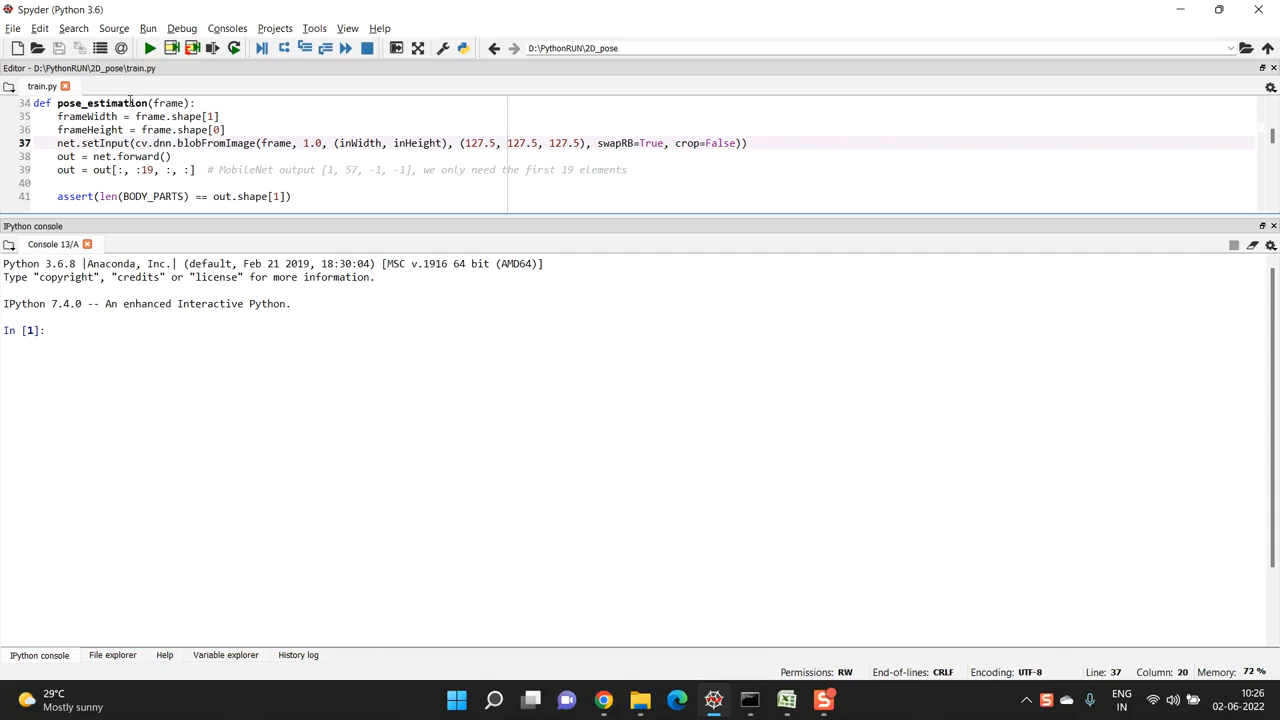 Spyder (Python 3.6)
File Edit Search Source Run Debug Consoles Projects Tools View Help
D:\PythonRUN\2D_pose
Editor - D:\PythonRUN\2D_pose\train.py
train.py
34 def pose_estimation(frame):
35 frameWidth = frame.shape[1]
36 frameHeight = frame.shape[0]
37 net.setInput(cv.dnn.blobFromImage(frame, 1.0, (inWidth, inHeight), (127.5, 127.5, 127.5), swapRB=True, crop=False))
38 out = net.forward()
39 out = out[:, :19, :, :] # MobileNet output [1, 57, -1, -1], we only need the first 19 elements
40
41 assert(len(BODY_PARTS) == out.shape[1])
IPython console
Console 13/A
Python 3.6.8 |Anaconda, Inc.| (default, Feb 21 2019, 18:30:04) [MSC v.1916 64 bit (AMD64)]
Type "copyright", "credits" or "license" for more information.
IPython 7.4.0 -- An enhanced Interactive Python.
In [1]:
IPython console File explorer Help Variable explorer History log
Permissions: RW End-of-lines: CRLF Encoding: UTF-8 Line: 37 Column: 20 Memory: 72 %
29°C
Mostly sunny
ENG
IN
10:26
02-06-2022